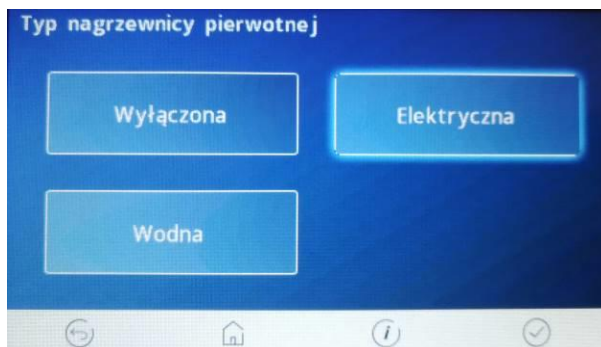 Typ nagrzewnicy pierwotnej
Wyłączona
Elektryczna
Wodna
i